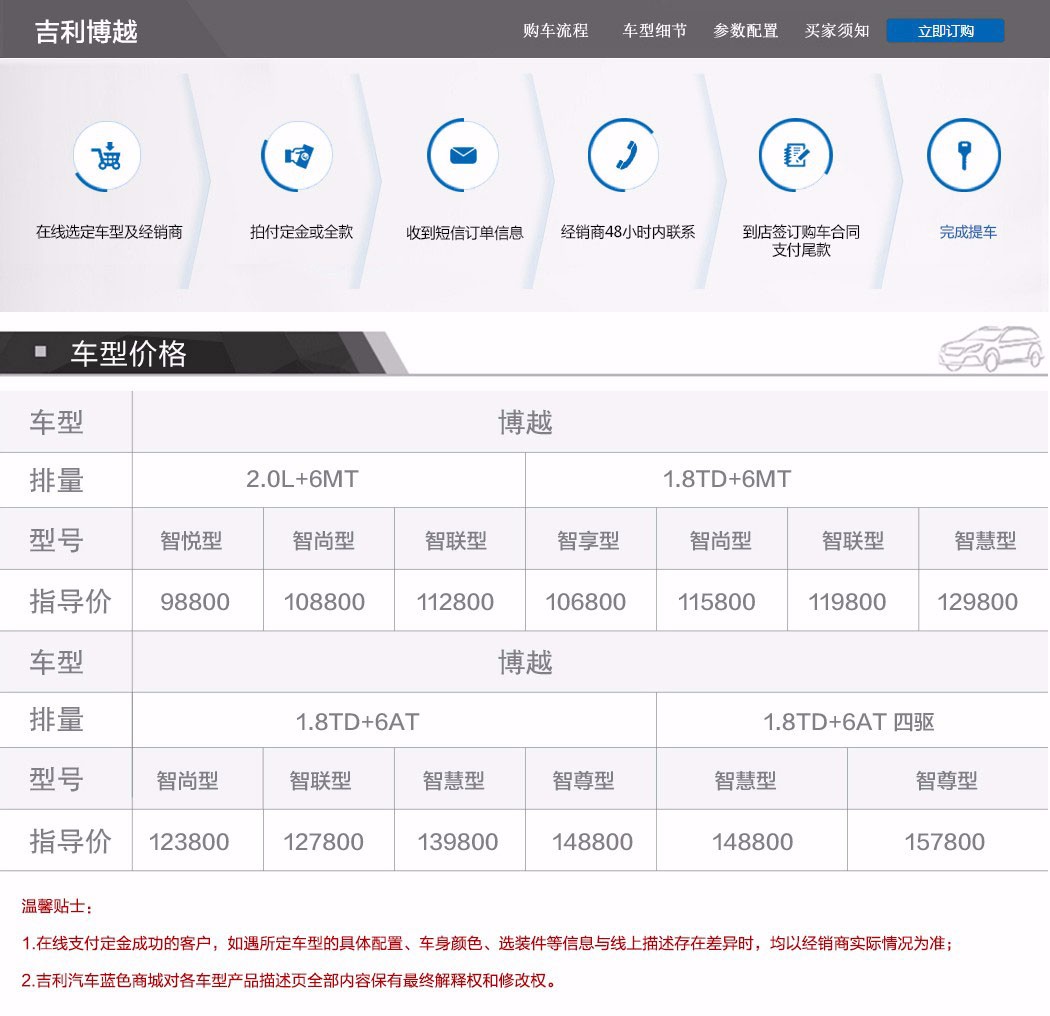 吉利博越
购车流程 车型细节 参数配置 买家须知 立即订购
在线选定车型及经销商 拍付定金或全款 收到短信订单信息 经销商48小时内联系 到店签订购车合同 完成提车
支付尾款
车型价格
车型 博越
排量 2.0L+6MT 1.8TD+6MT
型号 智悦型 智尚型 智联型 智享型 智尚型 智联型 智慧型
指导价 98800 108800 112800 106800 115800 119800 129800
车型 博越
排量 1.8TD+6AT 1.8TD+6AT 四驱
型号 智尚型 智联型 智慧型 智尊型 智慧型 智尊型
指导价 123800 127800 139800 148800 148800 157800
温馨贴士：
1.在线支付定金成功的客户，如遇所定车型的具体配置、车身颜色、选装件等信息与线上描述存在差异时，均以经销商实际情况为准；
2.吉利汽车蓝色商城对各车型产品描述页全部内容保有最终解释权和修改权。